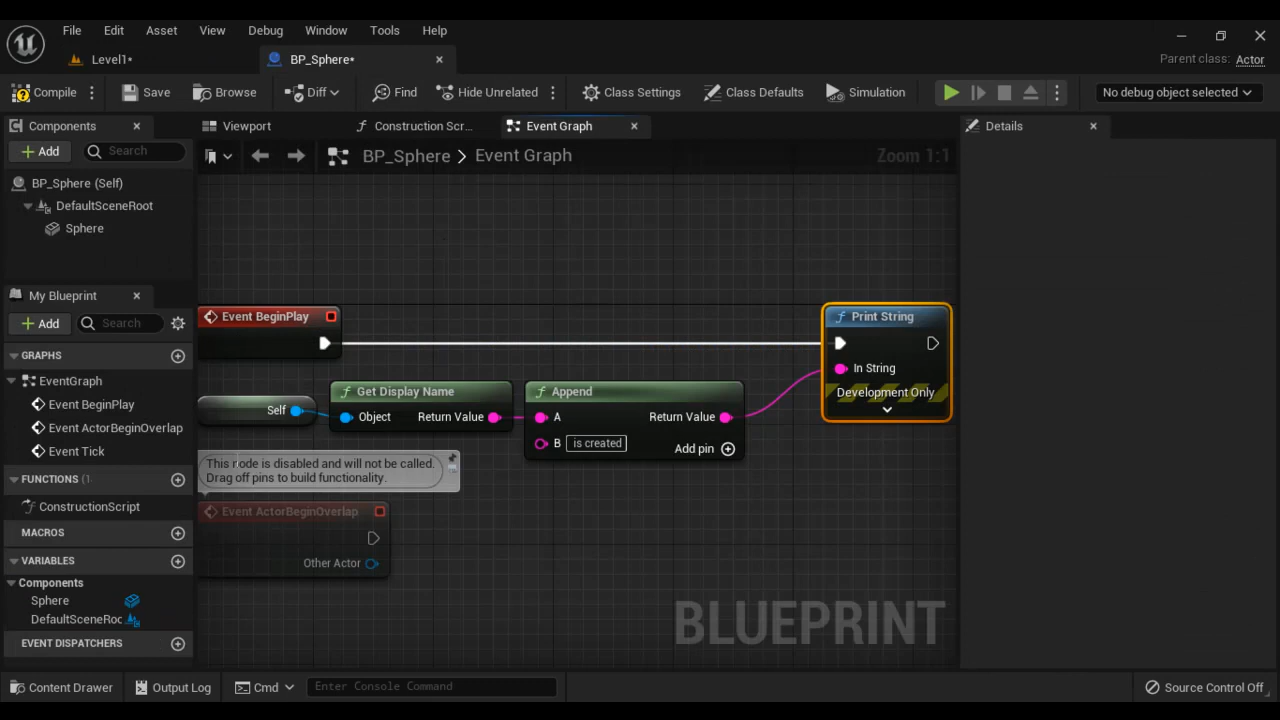 File Edit Asset View Window Debug Tools Help
Level1•
BP_Sphere•
Parent class: Actor
Compile Save Browse Diff Find Hide Unrelated Class Settings Class Defaults Simulation No debug object selected
Components
Viewport
Construction Scr...
Event Graph
Details
+ Add Search
BP_Sphere > Event Graph
Zoom 1:1
BP_Sphere (Self)
DefaultSceneRoot
Sphere
My Blueprint
+ Add Search
GRAPHS
EventGraph
Event BeginPlay
Event ActorBeginOverlap
Event Tick
FUNCTIONS (1
ConstructionScript
MACROS
VARIABLES
Components
Sphere
DefaultSceneRoo
EVENT DISPATCHERS
Event BeginPlay
Self
f Get Display Name
Object Return Value
f Append
A Return Value
B is created
Add pin
f Print String
In String
Development Only
This node is disabled and will not be called.
Drag off pins to build functionality.
Event ActorBeginOverlap
Other Actor
BLUEPRINT
Content Drawer Output Log Cmd Enter Console Command Source Control Off